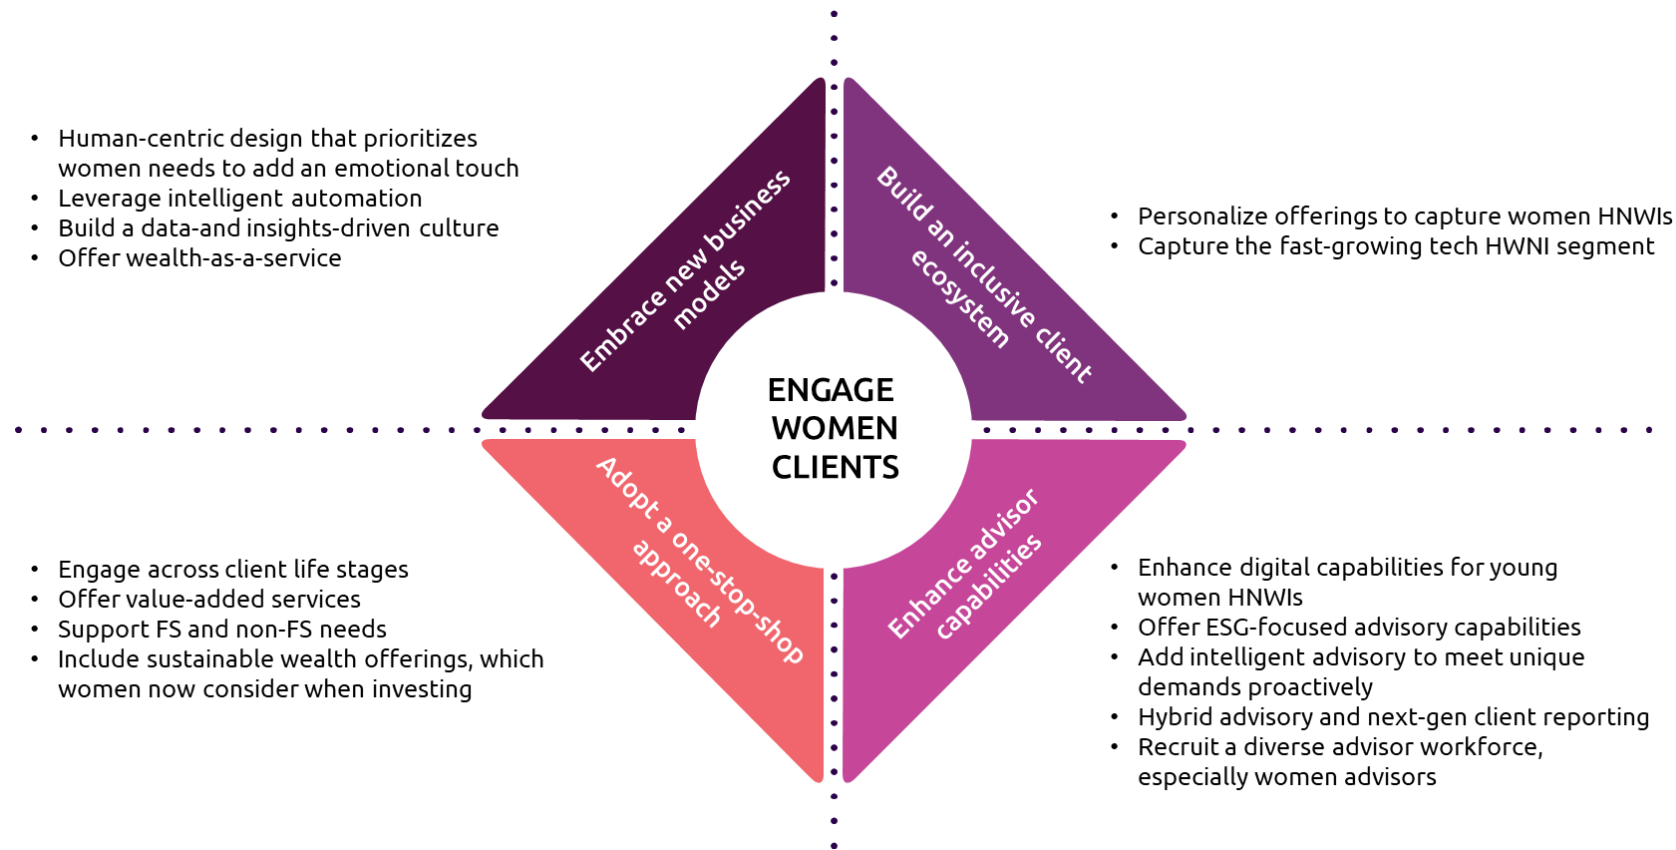 • Human-centric design that prioritizes
women needs to add an emotional touch
• Leverage intelligent automation
• Build a data-and insights-driven culture
• Offer wealth-as-a-service
Embrace new business
models
Build an inclusive client
ecosystem
• Personalize offerings to capture women HNWIs
• Capture the fast-growing tech HWNI segment
ENGAGE
WOMEN
CLIENTS
• Engage across client life stages
• Offer value-added services
• Support FS and non-FS needs
• Include sustainable wealth offerings, which
women now consider when investing
Adopt a one-stop-shop
approach
Enhance advisor
capabilities
• Enhance digital capabilities for young
women HNWIs
• Offer ESG-focused advisory capabilities
• Add intelligent advisory to meet unique
demands proactively
• Hybrid advisory and next-gen client reporting
• Recruit a diverse advisor workforce,
especially women advisors